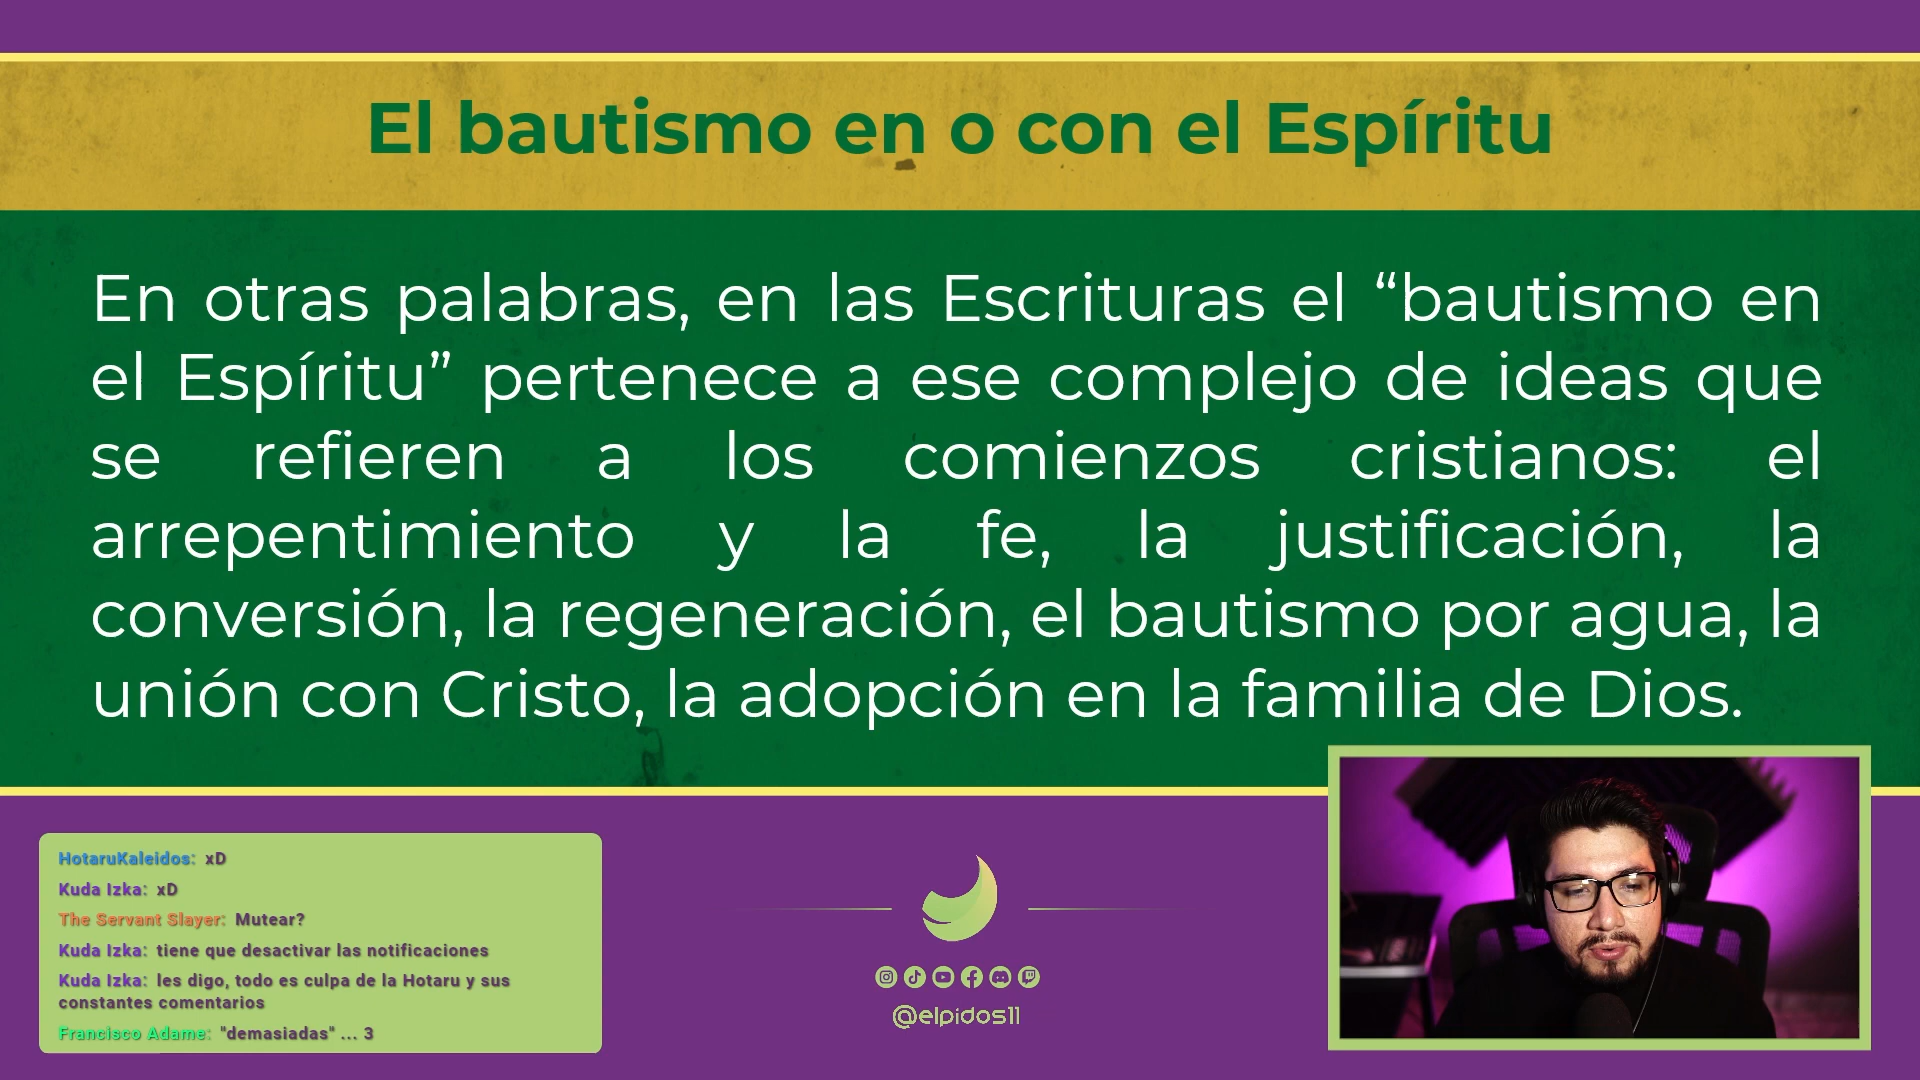 El bautismo en o con el Espíritu
En otras palabras, en las Escrituras el “bautismo en
el Espíritu” pertenece a ese complejo de ideas que
se refieren a los comienzos cristianos: el
arrepentimiento y la fe, la justificación, la
conversión, la regeneración, el bautismo por agua, la
unión con Cristo, la adopción en la familia de Dios.
HotaruKaleidos: xD
Kuda Izka: xD
The Servant Slayer: Mutear?
Kuda Izka: tiene que desactivar las notificaciones
Kuda Izka: les digo, todo es culpa de la Hotaru y sus
constantes comentarios
Francisco Adame: "demasiadas" ... 3
@elpidos11